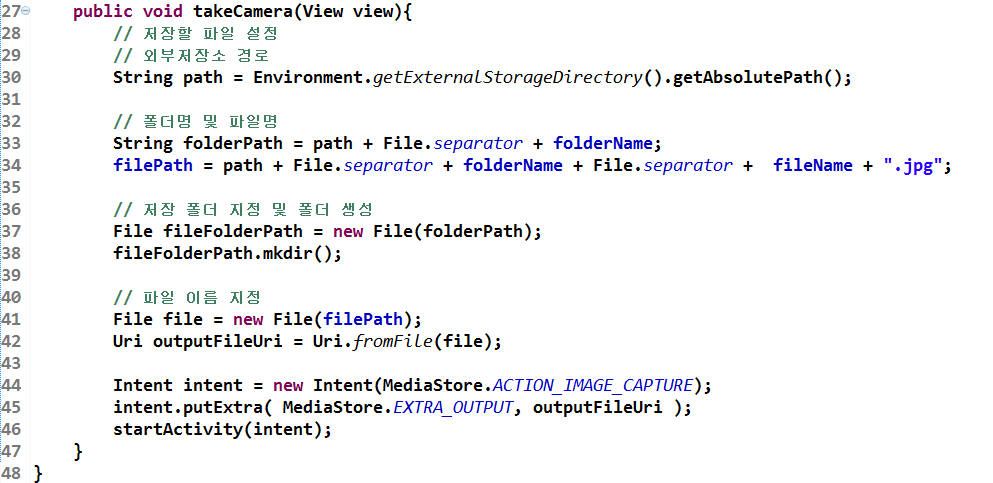 27 public void takeCamera(View view){
28 // 저장할 파일 설정
29 // 외부저장소 경로
30 String path = Environment.getExternalStorageDirectory().getAbsolutePath();
31
32 // 폴더명 및 파일명
33 String folderPath = path + File.separator + folderName;
34 filePath = path + File.separator + folderName + File.separator +  fileName + ".jpg";
35
36 // 저장 폴더 지정 및 폴더 생성
37 File fileFolderPath = new File(folderPath);
38 fileFolderPath.mkdir();
39
40 // 파일 이름 지정
41 File file = new File(filePath);
42 Uri outputFileUri = Uri.fromFile(file);
43
44 Intent intent = new Intent(MediaStore.ACTION_IMAGE_CAPTURE);
45 intent.putExtra( MediaStore.EXTRA_OUTPUT, outputFileUri );
46 startActivity(intent);
47 }
48 }